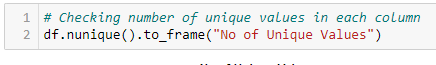 1 # Checking number of unique values in each column
2 df.nunique().to_frame("No of Unique Values")